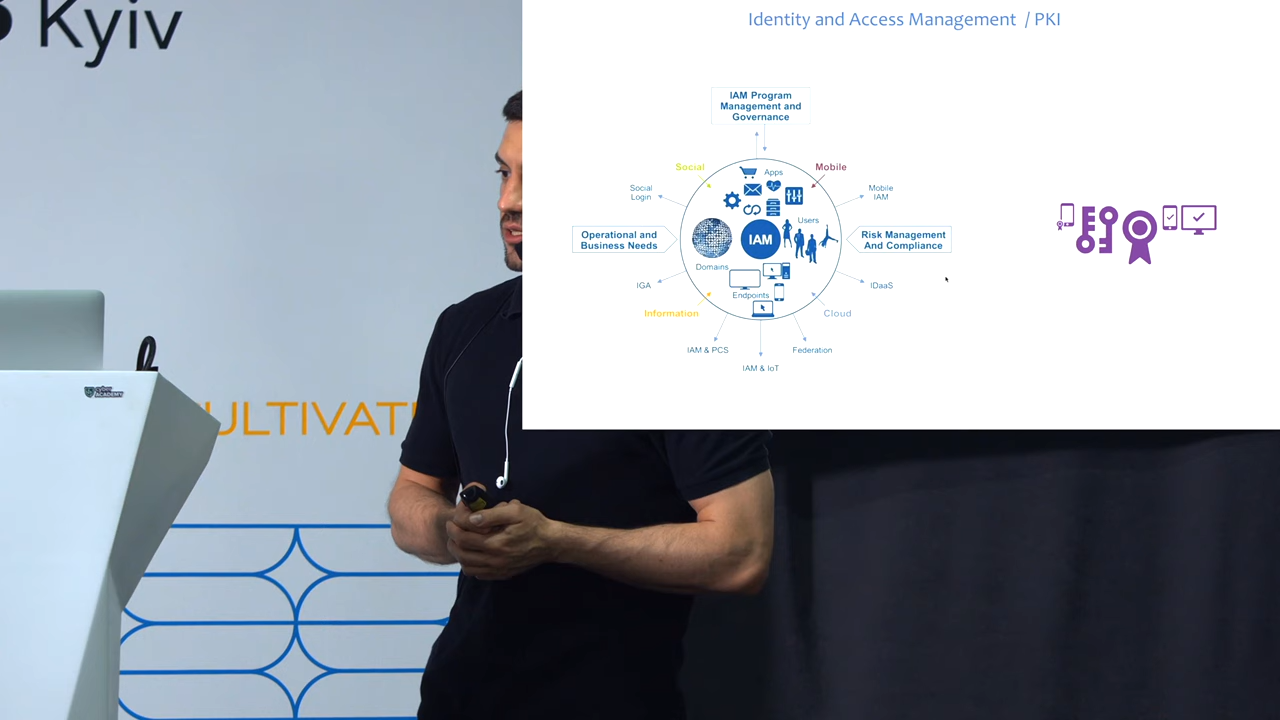 Kyiv
Identity and Access Management / PKI
IAM Program
Management and
Governance
Social
Apps
Mobile
Social
Login
Mobile
IAM
Users
Operational and
Business Needs
IAM
Risk Management
And Compliance
Domains
IGA
Endpoints
IDaaS
Information
Cloud
IAM & PCS
Federation
IAM & IoT
ACADEMY
ULTIVAT